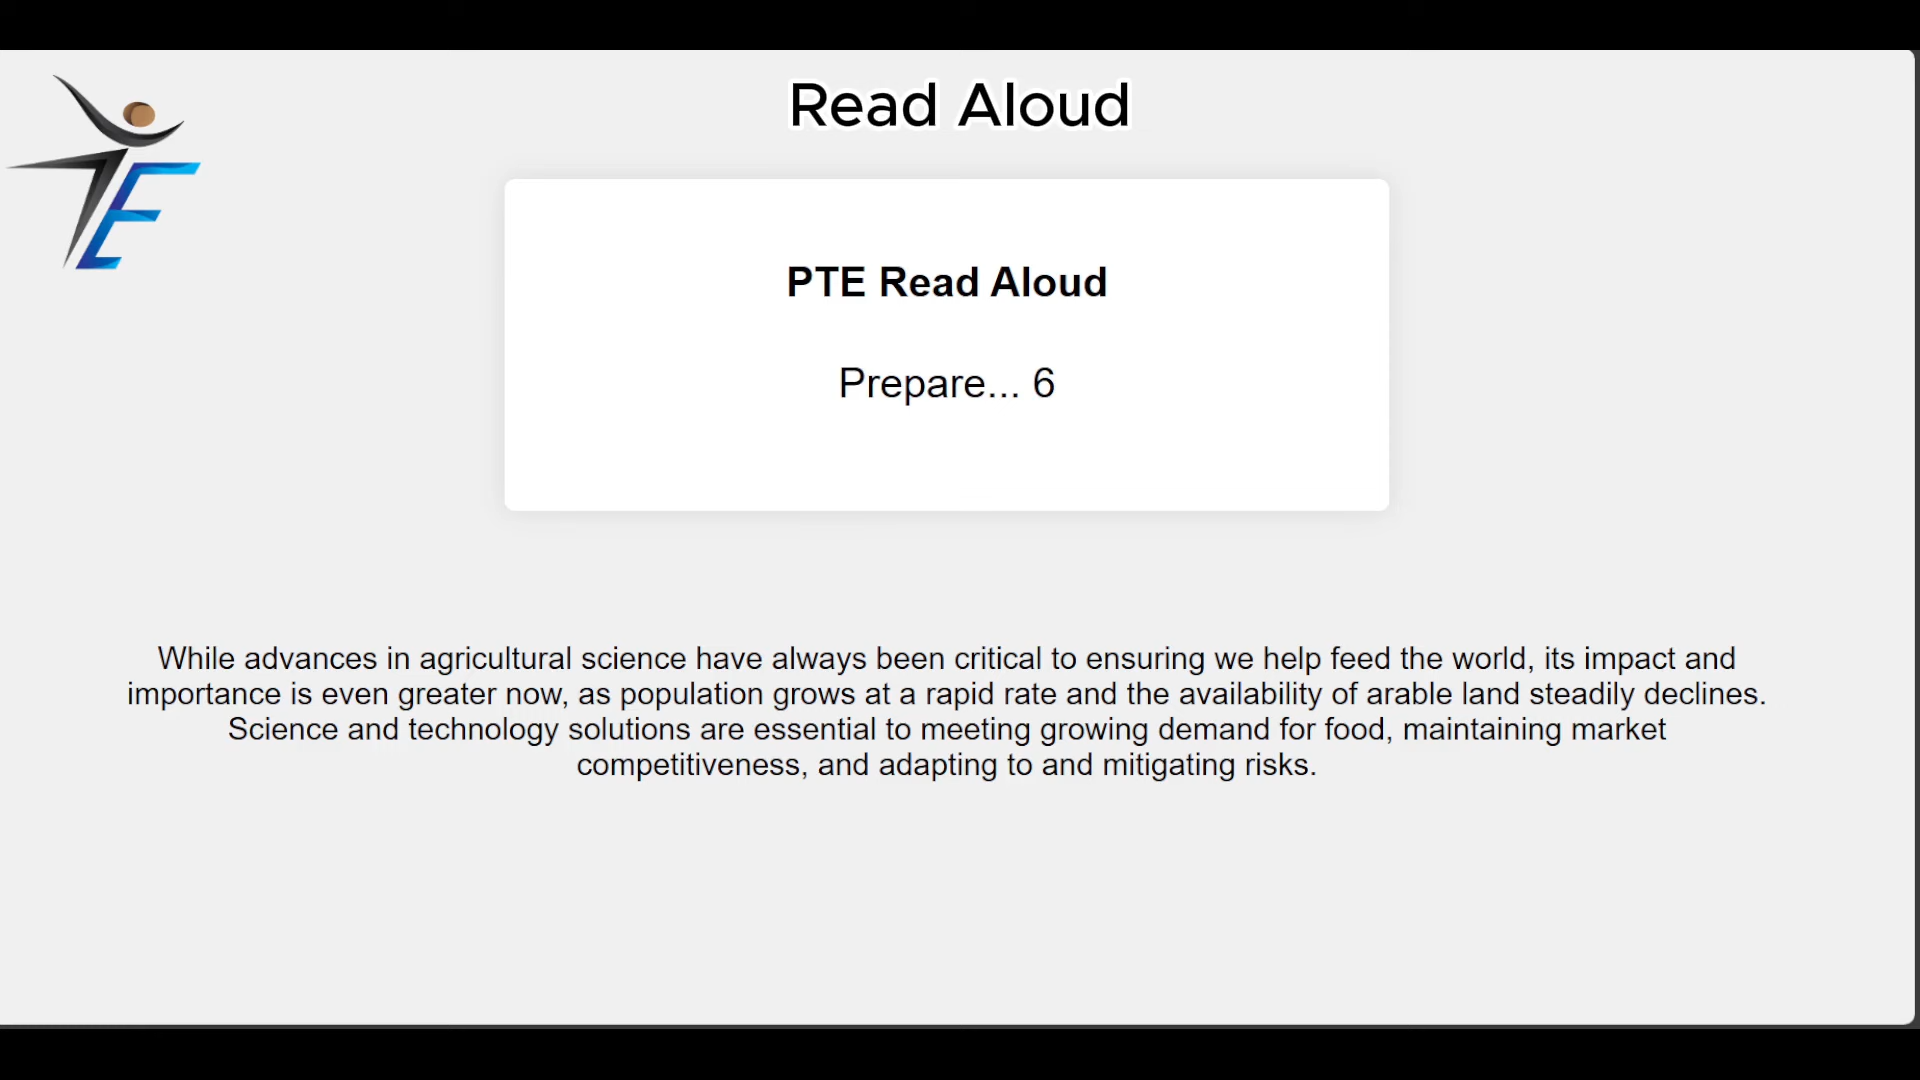 Read Aloud
PTE Read Aloud
Prepare... 6
While advances in agricultural science have always been critical to ensuring we help feed the world, its impact and
importance is even greater now, as population grows at a rapid rate and the availability of arable land steadily declines.
Science and technology solutions are essential to meeting growing demand for food, maintaining market
competitiveness, and adapting to and mitigating risks.